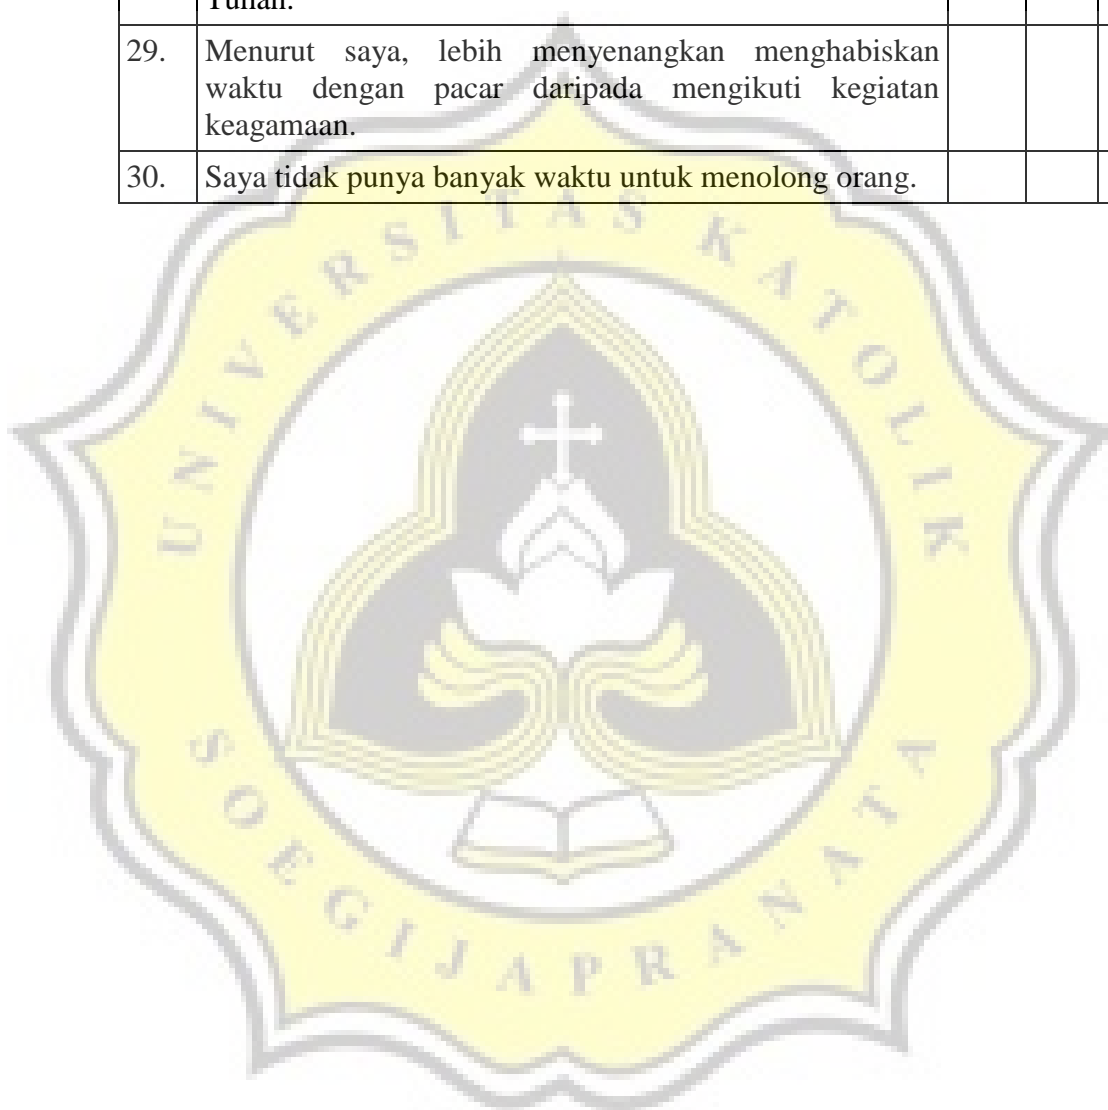 Tuhan.
29. Menurut saya, lebih menyenangkan menghabiskan
waktu dengan pacar daripada mengikuti kegiatan
keagamaan.
30. Saya tidak punya banyak waktu untuk menolong orang.
UNIVERSITAS KATOLIK
SOEGIJAPRANATA